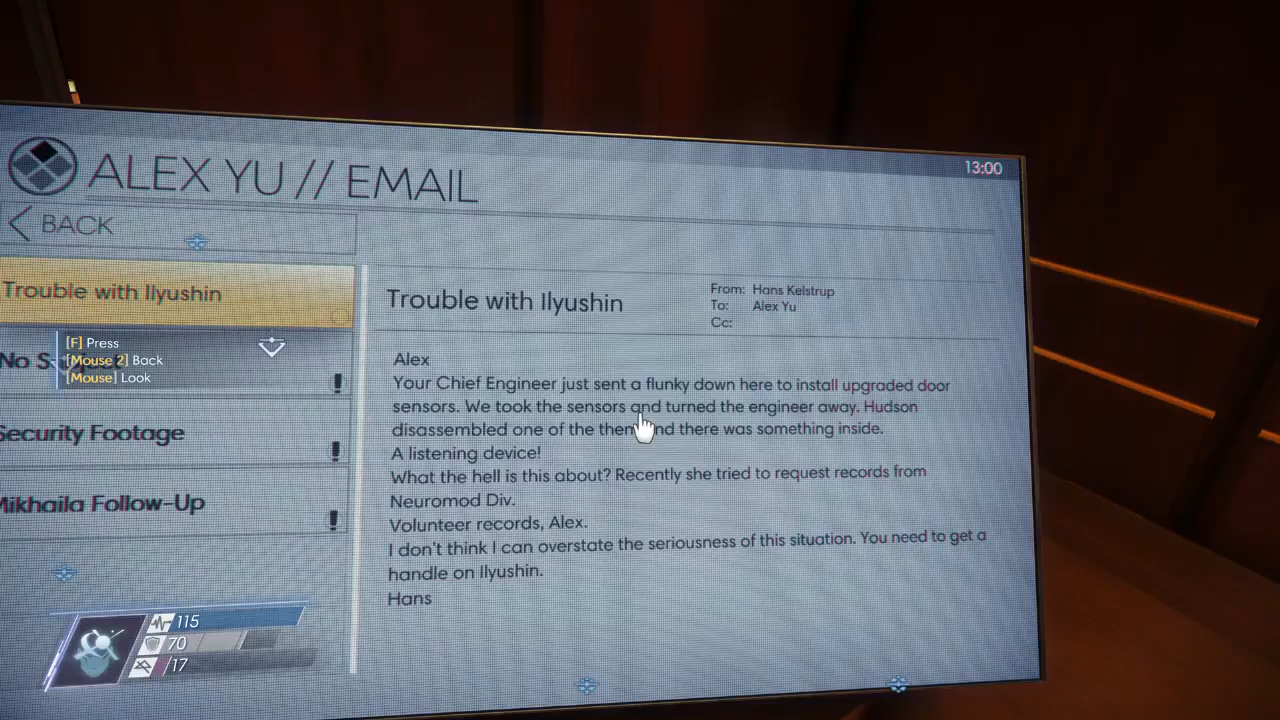 13:00
ALEX YU // EMAIL
BACK
Trouble with Ilyushin
[F] Press
[Mouse 2] Back
[Mouse] Look
No S
!
Security Footage
!
Mikhaila Follow-Up
!
115
70
17
Trouble with Ilyushin
From: Hans Kelstrup
To: Alex Yu
Cc:
Alex
Your Chief Engineer just sent a flunky down here to install upgraded door
sensors. We took the sensors and turned the engineer away. Hudson
disassembled one of the them and there was something inside.
A listening device!
What the hell is this about? Recently she tried to request records from
Neuromod Div.
Volunteer records, Alex.
I don't think I can overstate the seriousness of this situation. You need to get a
handle on Ilyushin.
Hans